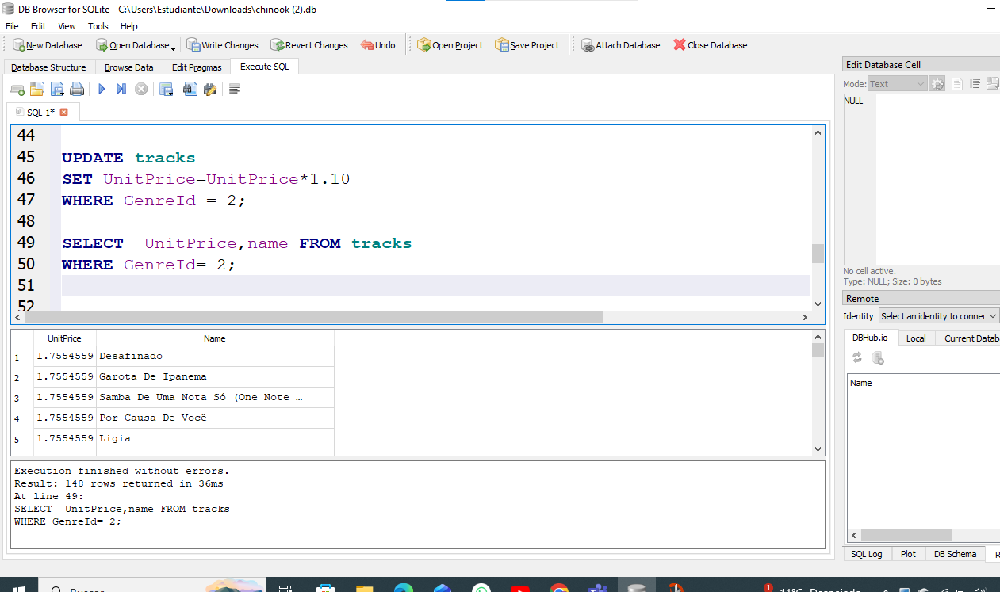 DB Browser for SQLite - C:\Users\Estudiante\Downloads\chinook (2).db
File Edit View Tools Help
New Database Open Database Write Changes Revert Changes Undo Open Project Save Project Attach Database Close Database
Database Structure Browse Data Edit Pragmas Execute SQL
Edit Database Cell
Mode: Text
SQL 1*
NULL
44
45 UPDATE tracks
46 SET UnitPrice=UnitPrice*1.10
47 WHERE GenreId = 2;
48
49 SELECT  UnitPrice,name FROM tracks
50 WHERE GenreId= 2;
51
52
No cell active.
Type: NULL; Size: 0 bytes
Remote
Identity Select an identity to connec
DBHub.io Local Current Datab
Name
UnitPrice Name
1 1.7554559 Desafinado
2 1.7554559 Garota De Ipanema
3 1.7554559 Samba De Uma Nota Só (One Note …
4 1.7554559 Por Causa De Você
5 1.7554559 Ligia
Execution finished without errors.
Result: 148 rows returned in 36ms
At line 49:
SELECT  UnitPrice,name FROM tracks
WHERE GenreId= 2;
SQL Log Plot DB Schema R
Buscar
1
11°C